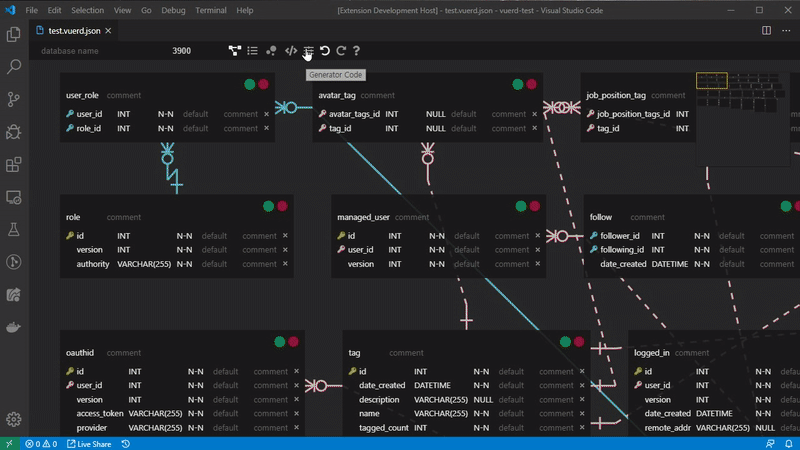 File Edit Selection View Go Debug Terminal Help [Extension Development Host] - test.vuerd.json - vuerd-test - Visual Studio Code
test.vuerd.json
database name 3900
Generator Code
user_role comment
user_id INT N-N default comment
role_id INT N-N default comment
avatar_tag comment
avatar_tags_id INT NULL default comment
tag_id INT NULL default comment
job_position_tag comment
job_position_tags_id INT
tag_id INT
role comment
id INT N-N default comment
version INT N-N default comment
authority VARCHAR(255) N-N default comment
managed_user comment
id INT N-N default comment
user_id INT N-N default comment
version INT N-N default comment
follow comment
follower_id INT N-N default comment
following_id INT N-N default comment
date_created DATETIME N-N default comment
oauthid comment
id INT N-N default comment
user_id INT N-N default comment
version INT N-N default comment
access_token VARCHAR(255) N-N default comment
provider VARCHAR(255) N-N default comment
tag comment
id INT N-N default comment
date_created DATETIME N-N default comment
description VARCHAR(255) NULL default comment
name VARCHAR(255) N-N default comment
tagged_count INT N-N default comment
logged_in comment
id INT N-N default
user_id INT N-N default
version INT N-N default
date_created DATETIME N-N default
remote_addr VARCHAR(255) NULL default
0 0 Live Share